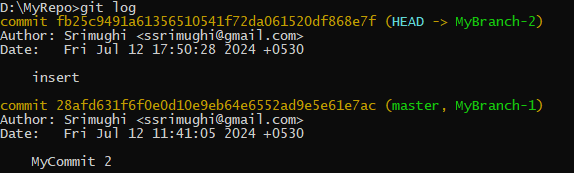 D:\MyRepo>git log
commit fb25c9491a61356510541f72da061520df868e7f (HEAD -> MyBranch-2)
Author: Srimughi <ssrimughi@gmail.com>
Date:   Fri Jul 12 17:50:28 2024 +0530
    insert
commit 28afd631f6f0e0d10e9eb64e6552ad9e5e61e7ac (master, MyBranch-1)
Author: Srimughi <ssrimughi@gmail.com>
Date:   Fri Jul 12 11:41:05 2024 +0530
    MyCommit 2